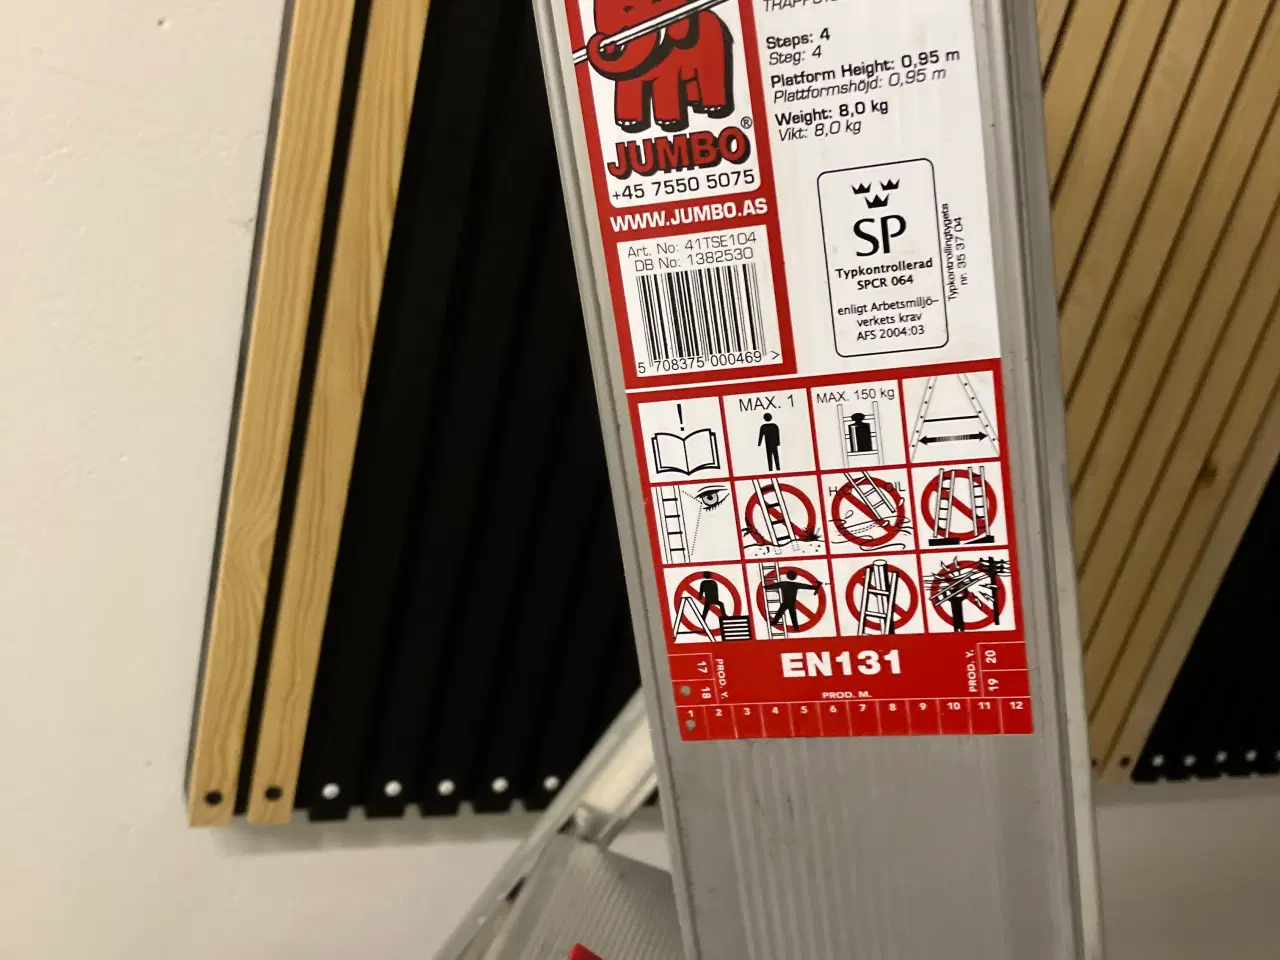 Steps: 4
Steg: 4
Platform Height: 0,95 m
Plattformshöjd: 0,95 m
Weight: 8,0 kg
Vikt: 8,0 kg
JUMBO®
+45 7550 5075
WWW.JUMBO.AS
Art. No: 41TSE104
DB No: 1382530
5 708375 000469 >
SP
Typkontrollerad
SPCR 064
enligt Arbetsmiljö-
verkets krav
AFS 2004:03
Typkontrollintygets
nr. 35 37 04
MAX. 1
MAX. 150 kg
OIL
EN131
17 18
PROD. Y.
PROD. M.
PROD. Y.
19 20
1 2 3 4 5 6 7 8 9 10 11 12